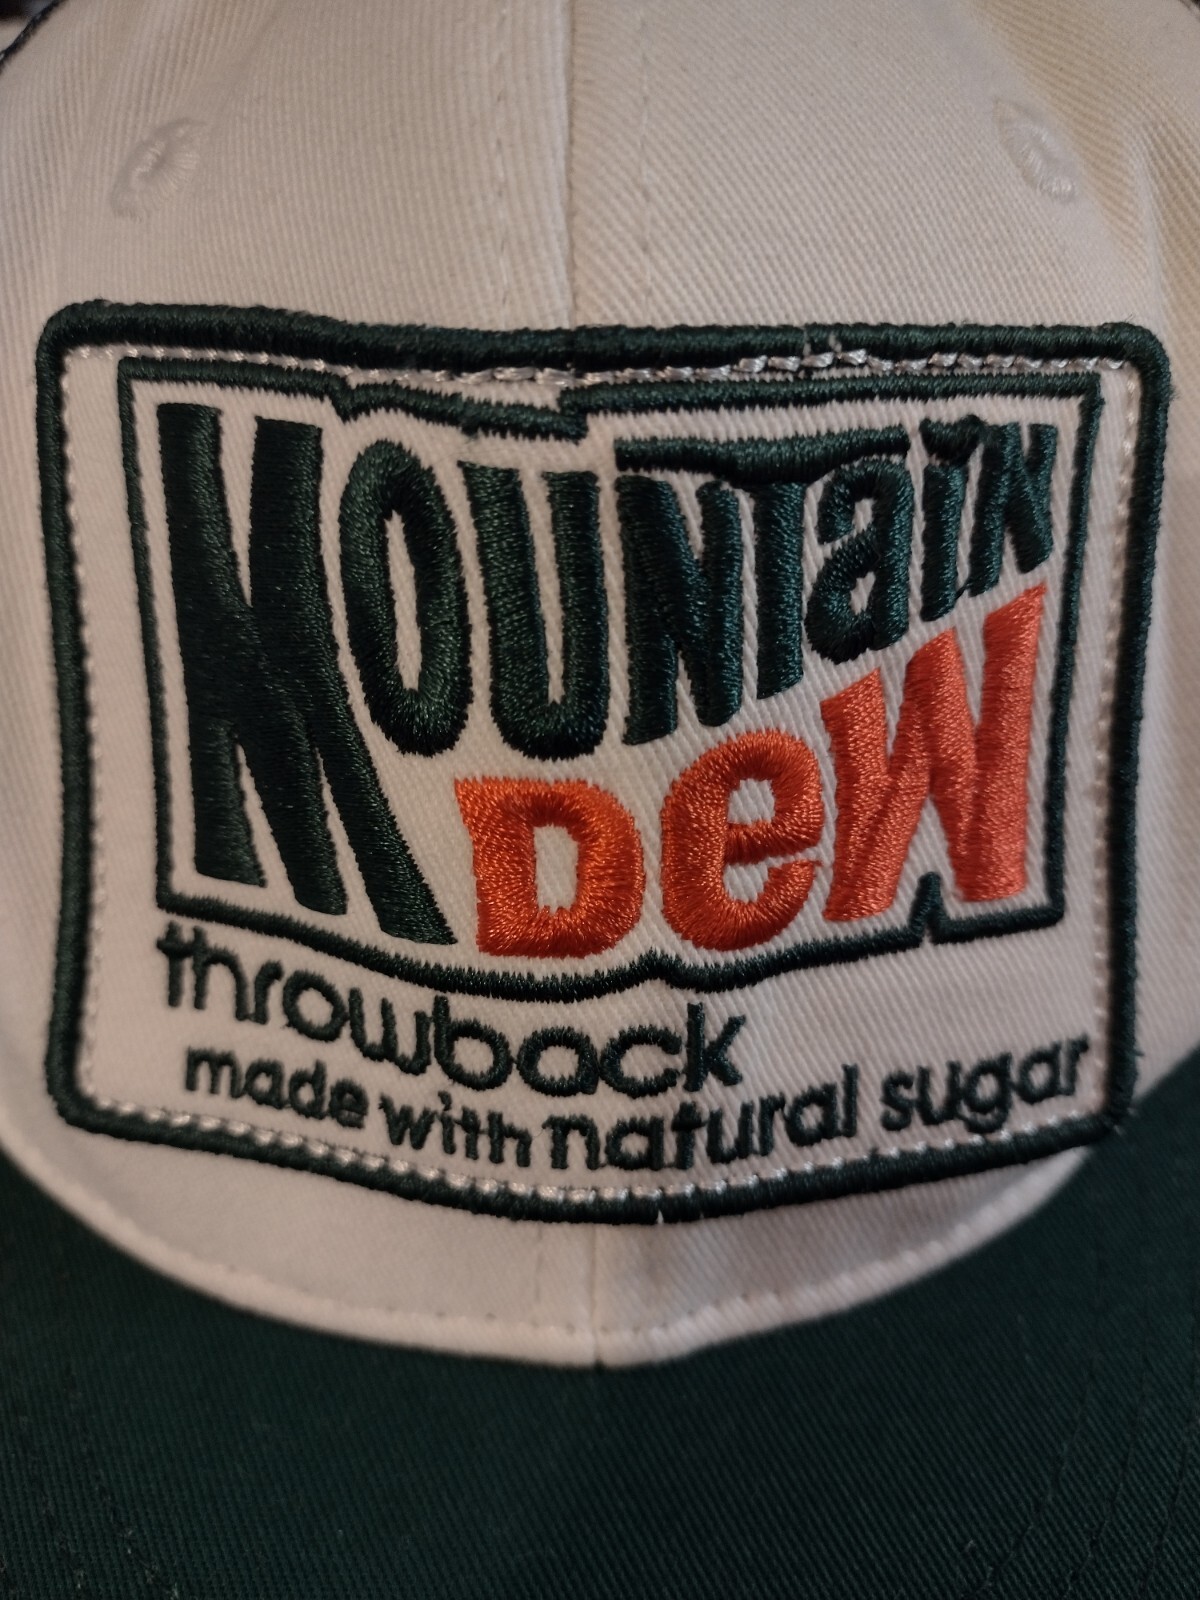 MOUNTaiN
DeW
throwback
made with natural sugar